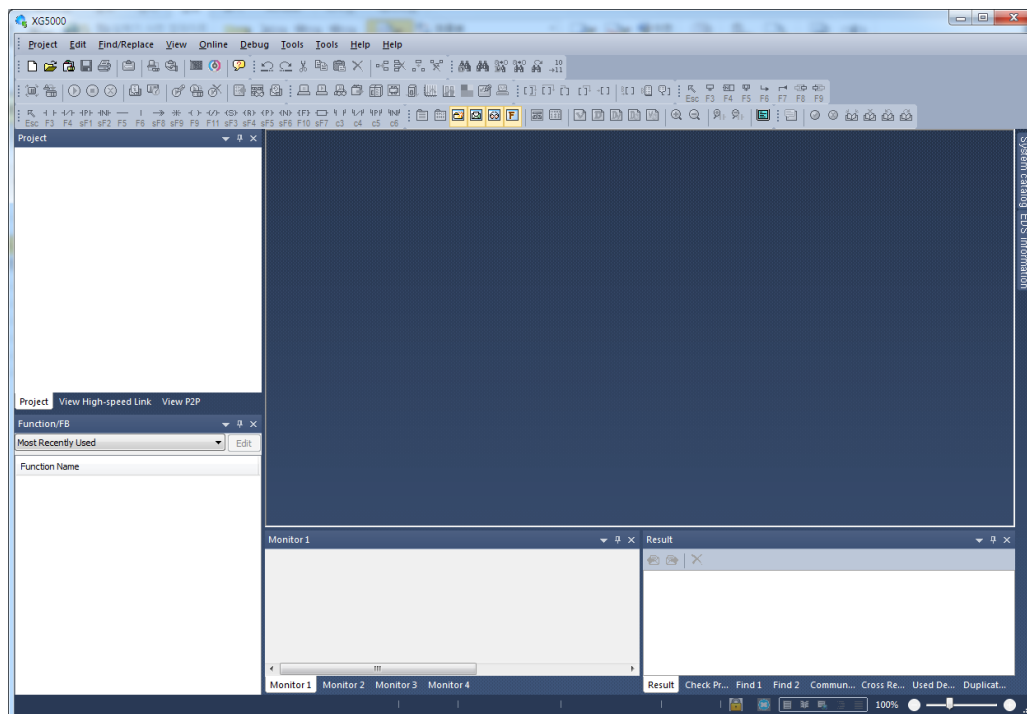 XG5000
Project Edit Find/Replace View Online Debug Tools Tools Help Help
Esc F3 F4 F5 F6 F7 F8 F9
Esc F3 F4 sF1 sF2 F5 F6 sF8 sF9 F9 F11 sF3 sF4 sF5 sF6 F10 sF7 c3 c4 c5 c6
Project
System catalog EDS Information
Project View High-speed Link View P2P
Function/FB
Most Recently Used Edit
Function Name
Monitor 1 Result
Monitor 1 Monitor 2 Monitor 3 Monitor 4 Result Check Pr... Find 1 Find 2 Commun... Cross Re... Used De... Duplicat...
100%